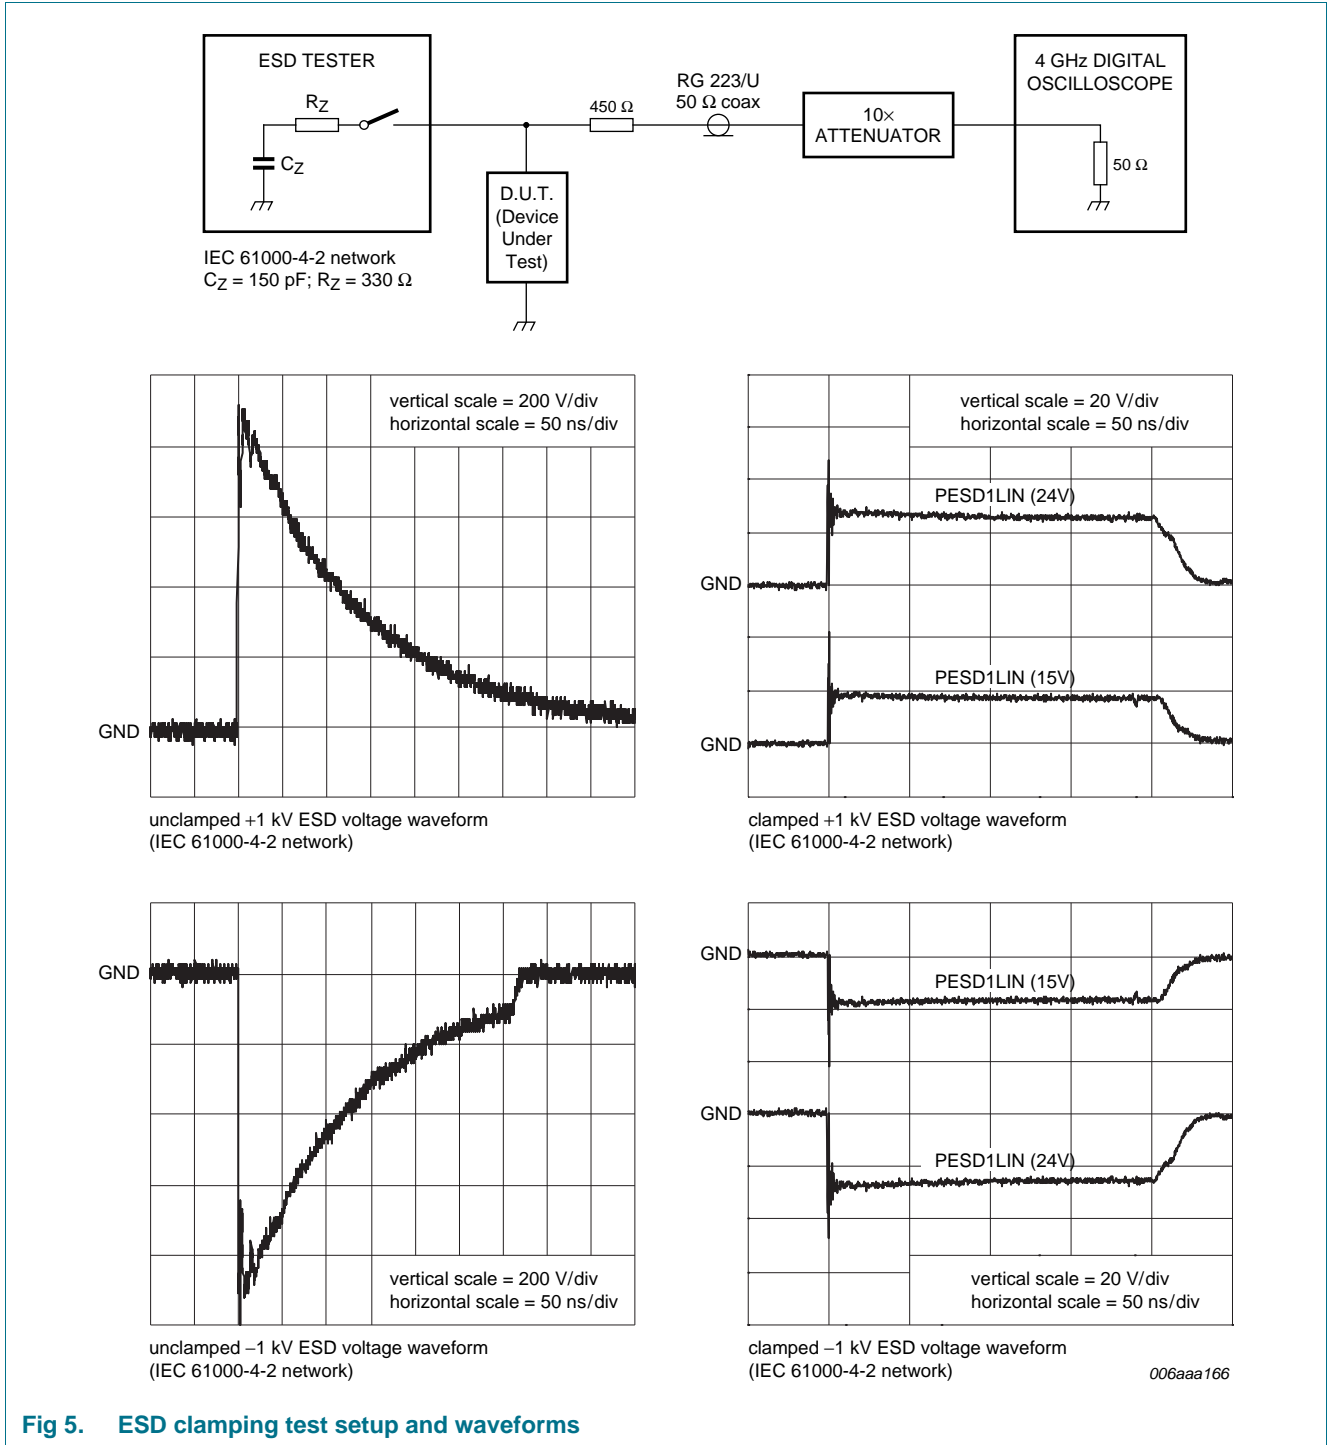 ESD TESTER
RZ
CZ
IEC 61000-4-2 network
CZ = 150 pF; RZ = 330 Ω
D.U.T.
(Device
Under
Test)
450 Ω
RG 223/U
50 Ω coax
10×
ATTENUATOR
4 GHz DIGITAL
OSCILLOSCOPE
50 Ω
vertical scale = 200 V/div
horizontal scale = 50 ns/div
GND
unclamped +1 kV ESD voltage waveform
(IEC 61000-4-2 network)
vertical scale = 20 V/div
horizontal scale = 50 ns/div
PESD1LIN (24V)
GND
PESD1LIN (15V)
GND
clamped +1 kV ESD voltage waveform
(IEC 61000-4-2 network)
GND
vertical scale = 200 V/div
horizontal scale = 50 ns/div
unclamped −1 kV ESD voltage waveform
(IEC 61000-4-2 network)
GND
PESD1LIN (15V)
GND
PESD1LIN (24V)
vertical scale = 20 V/div
horizontal scale = 50 ns/div
clamped −1 kV ESD voltage waveform
(IEC 61000-4-2 network)
006aaa166
Fig 5. ESD clamping test setup and waveforms